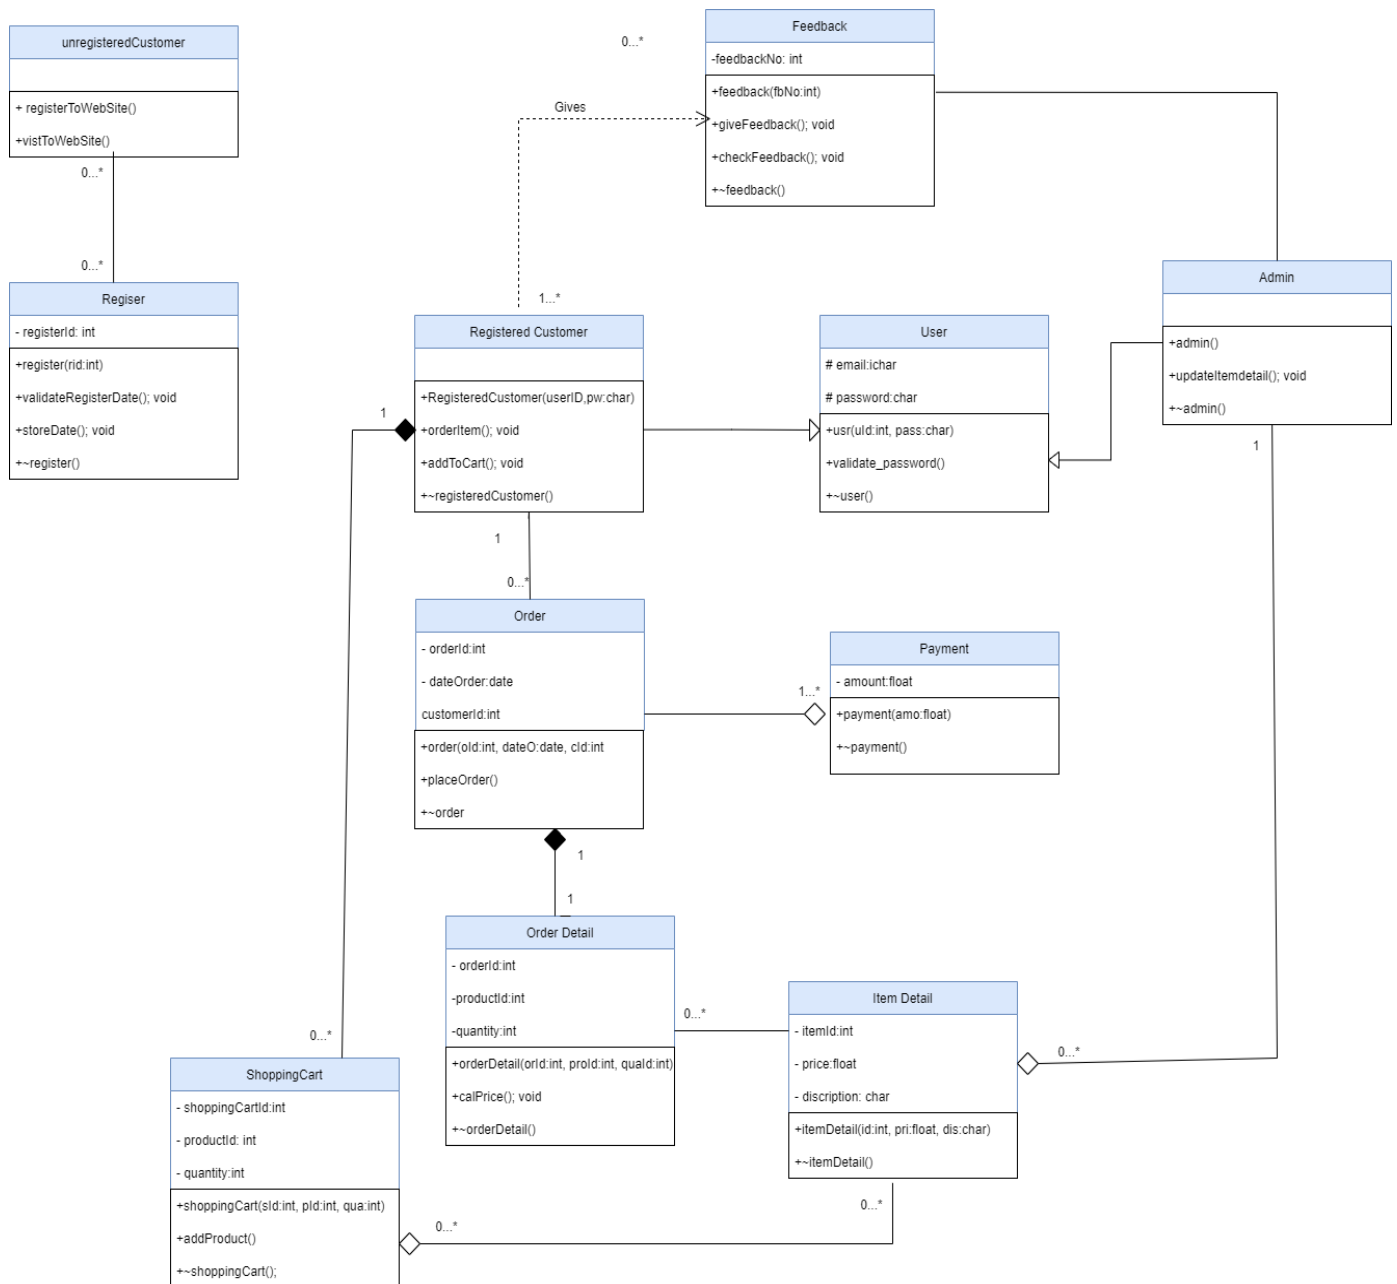 unregisteredCustomer
+ registerToWebSite()
+vistToWebSite()
0...*
0...*
Regiser
- registerId: int
+register(rid:int)
+validateRegisterDate(); void
+storeDate(); void
+~register()
0...*
Feedback
-feedbackNo: int
+feedback(fbNo:int)
+giveFeedback(); void
+checkFeedback(); void
+~feedback()
Gives
1...*
Registered Customer
+RegisteredCustomer(userID,pw:char)
+orderItem(); void
+addToCart(); void
+~registeredCustomer()
User
# email:ichar
# password:char
+usr(uId:int, pass:char)
+validate_password()
+~user()
Admin
+admin()
+updateItemdetail(); void
+~admin()
1
1
1
0...*
Order
- orderId:int
- dateOrder:date
customerId:int
+order(oId:int, dateO:date, cId:int
+placeOrder()
+~order
1...*
Payment
- amount:float
+payment(amo:float)
+~payment()
1
1
Order Detail
- orderId:int
-productId:int
-quantity:int
+orderDetail(orId:int, proId:int, quaId:int)
+calPrice(); void
+~orderDetail()
0...*
Item Detail
- itemId:int
- price:float
- discription: char
+itemDetail(id:int, pri:float, dis:char)
+~itemDetail()
0...*
0...*
ShoppingCart
- shoppingCartId:int
- productId: int
- quantity:int
+shoppingCart(sId:int, pId:int, qua:int)
+addProduct()
+~shoppingCart();
0...*
0...*